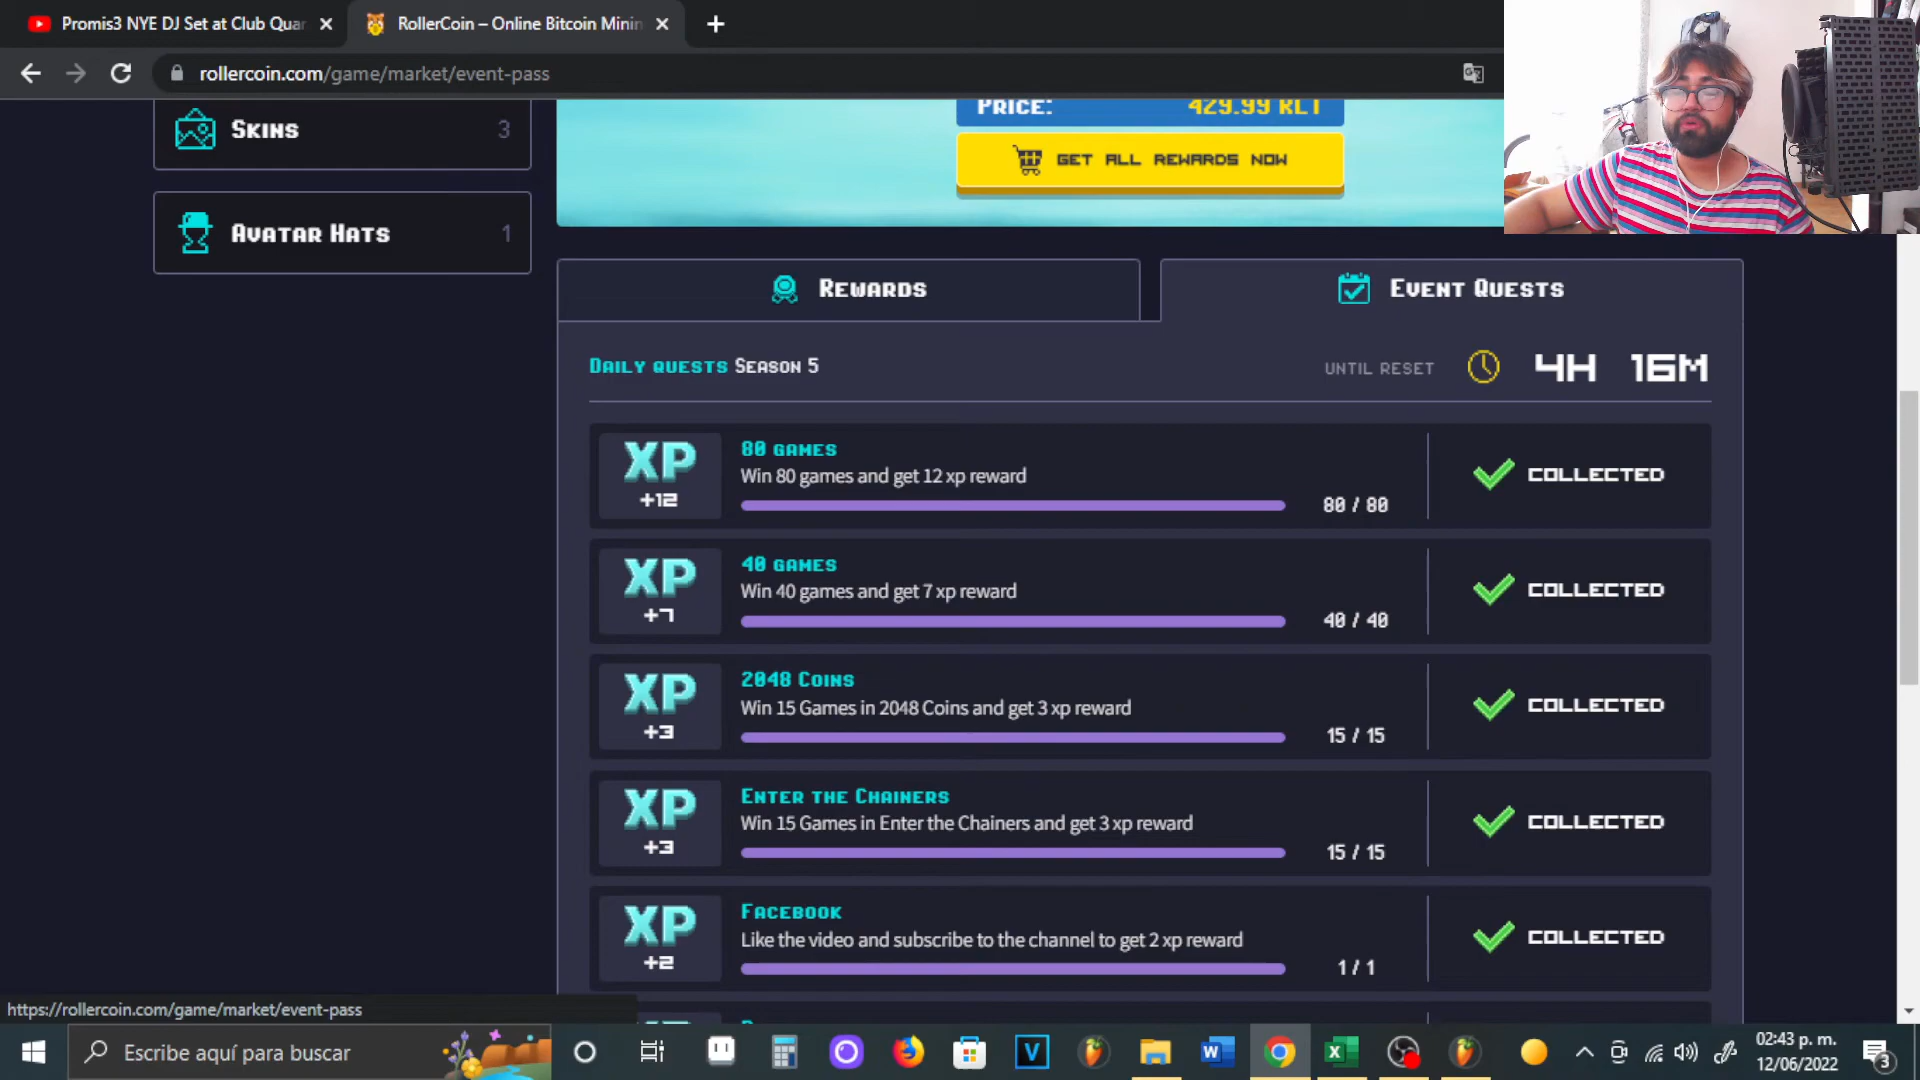 Promis3 NYE DJ Set at Club Quar
RollerCoin – Online Bitcoin Minin
rollercoin.com/game/market/event-pass
Skins 3
Avatar Hats 1
Price: 429.99 RLT
Get all rewards now
Rewards
Event Quests
Daily quests Season 5
until reset 4H 16M
XP +12
80 games
Win 80 games and get 12 xp reward
80 / 80
Collected
XP +7
40 games
Win 40 games and get 7 xp reward
40 / 40
Collected
XP +3
2048 Coins
Win 15 Games in 2048 Coins and get 3 xp reward
15 / 15
Collected
XP +3
Enter the Chainers
Win 15 Games in Enter the Chainers and get 3 xp reward
15 / 15
Collected
XP +2
Facebook
Like the video and subscribe to the channel to get 2 xp reward
1 / 1
Collected
https://rollercoin.com/game/market/event-pass
Escribe aquí para buscar
02:43 p. m.
12/06/2022
3